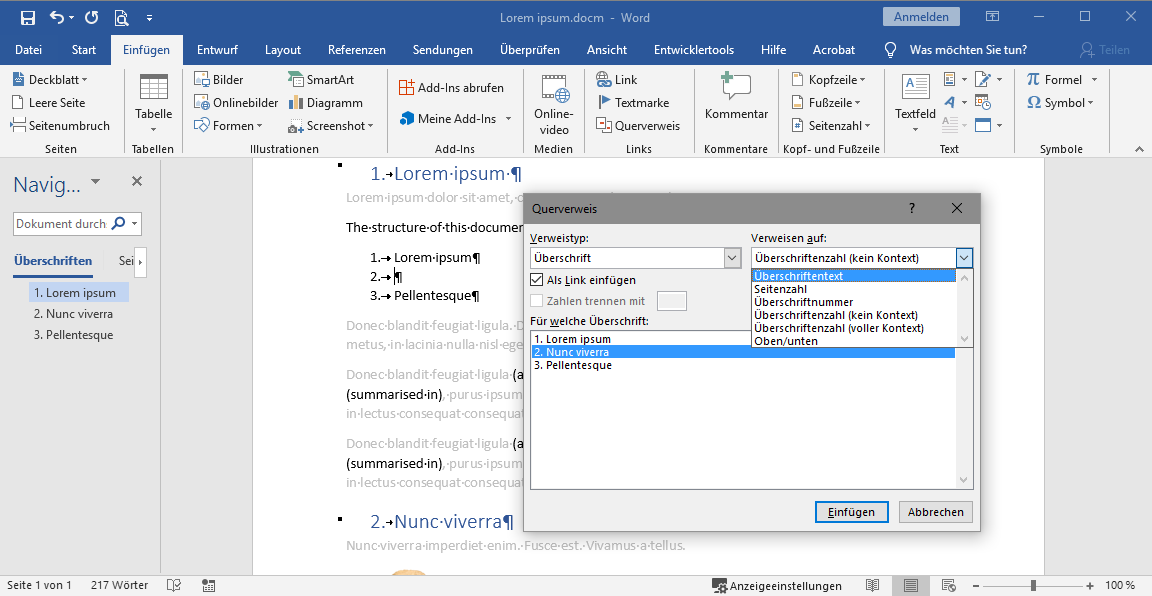 Lorem ipsum.docm - Word
Anmelden
Datei Start Einfügen Entwurf Layout Referenzen Sendungen Überprüfen Ansicht Entwicklertools Hilfe Acrobat Was möchten Sie tun? Teilen
Deckblatt
Leere Seite
Seitenumbruch
Seiten
Tabelle
Tabellen
Bilder
Onlinebilder
Formen
SmartArt
Diagramm
Screenshot
Illustrationen
Add-Ins abrufen
Meine Add-Ins
Add-Ins
Online-
video
Medien
Link
Textmarke
Querverweis
Links
Kommentar
Kommentare
Kopfzeile
Fußzeile
Seitenzahl
Kopf- und Fußzeile
Textfeld
Text
Formel
Symbol
Symbole
Navig...
Dokument durch
Überschriften Sei
1. Lorem ipsum
2. Nunc viverra
3. Pellentesque
1.→Lorem·ipsum·¶
Lorem·ipsum·dolor·sit·amet,·
The·structure·of·this·documen
1.→Lorem·ipsum¶
2.→¶
3.→Pellentesque¶
Donec·blandit·feugiat·ligula.·D
metus,·in·lacinia·nulla·nisl·ege
Donec·blandit·feugiat·ligula·(a
(summarised·in),·purus·ipsum
in·lectus·consequat·consequat
Donec·blandit·feugiat·ligula·(a
(summarised·in),·purus·ipsum
in·lectus·consequat·consequat
2.→Nunc·viverra¶
Nunc·viverra·imperdiet·enim.·Fusce·est.·Vivamus·a·tellus.
Querverweis
?
Verweistyp:
Überschrift
Verweisen auf:
Überschriftenzahl (kein Kontext)
Überschriftentext
Seitenzahl
Überschriftnummer
Überschriftenzahl (kein Kontext)
Überschriftenzahl (voller Kontext)
Oben/unten
Als Link einfügen
Zahlen trennen mit
Für welche Überschrift:
1. Lorem ipsum
2. Nunc viverra
3. Pellentesque
Einfügen Abbrechen
Seite 1 von 1 217 Wörter Anzeigeeinstellungen 100 %